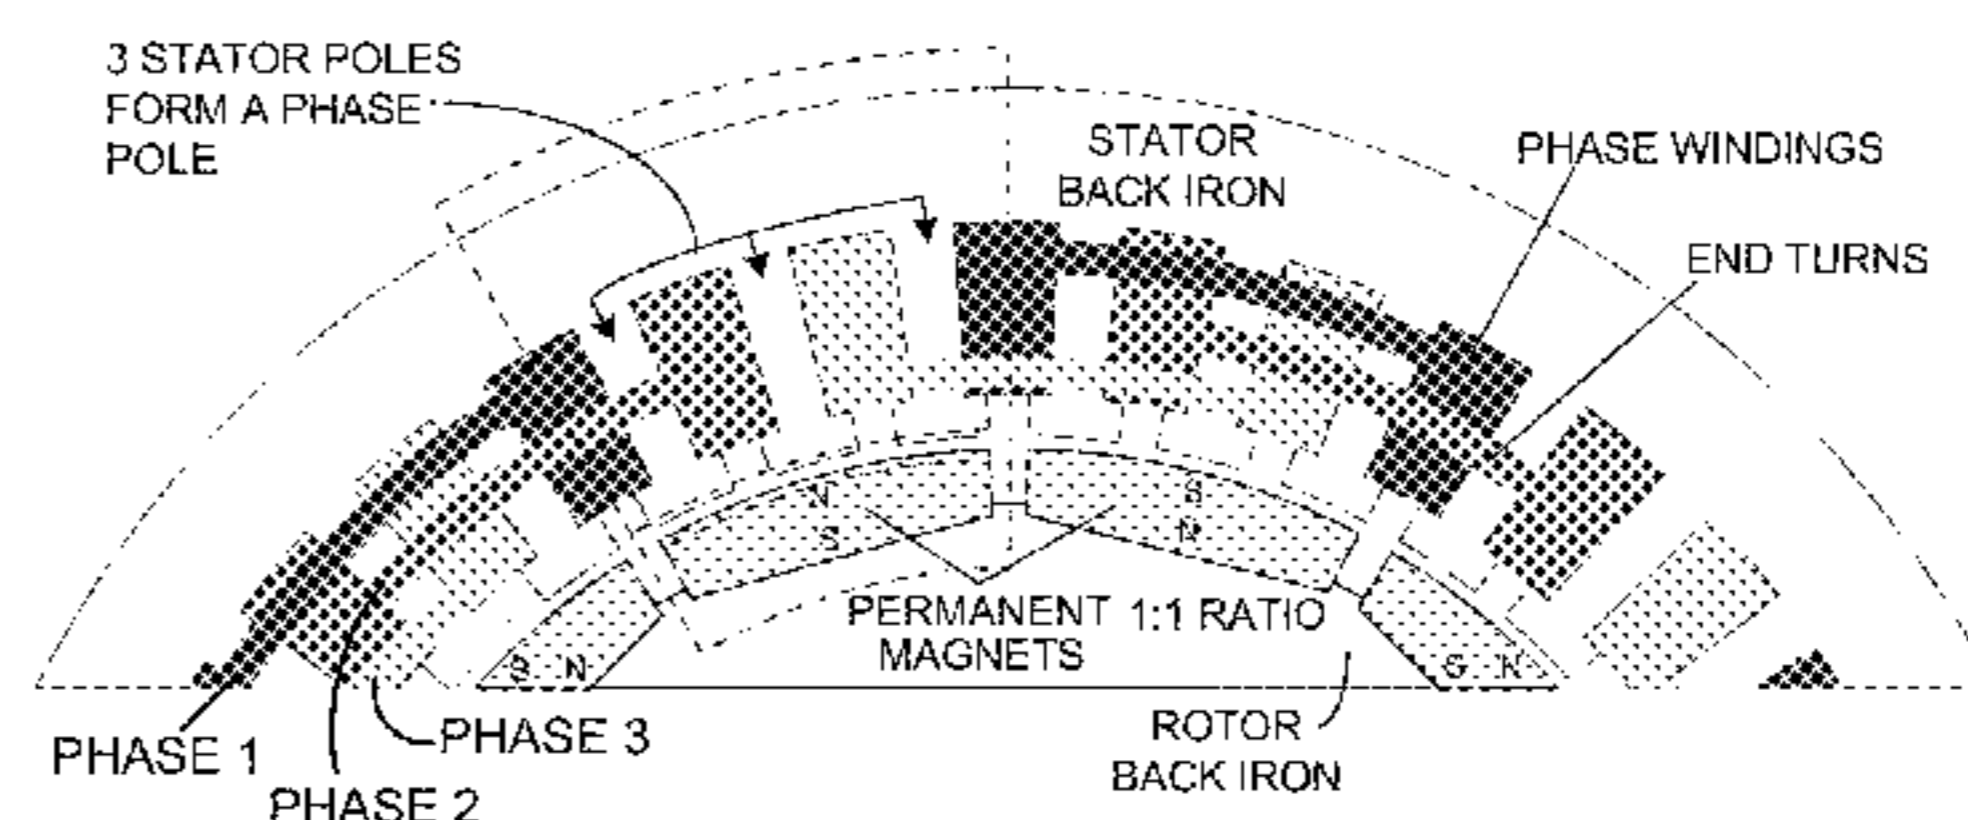 3 STATOR POLES
FORM A PHASE
POLE
STATOR
BACK IRON
PHASE WINDINGS
END TURNS
N
S
S
N
S N
PERMANENT
MAGNETS
1:1 RATIO
N
ROTOR
BACK IRON
PHASE 1
PHASE 2
PHASE 3